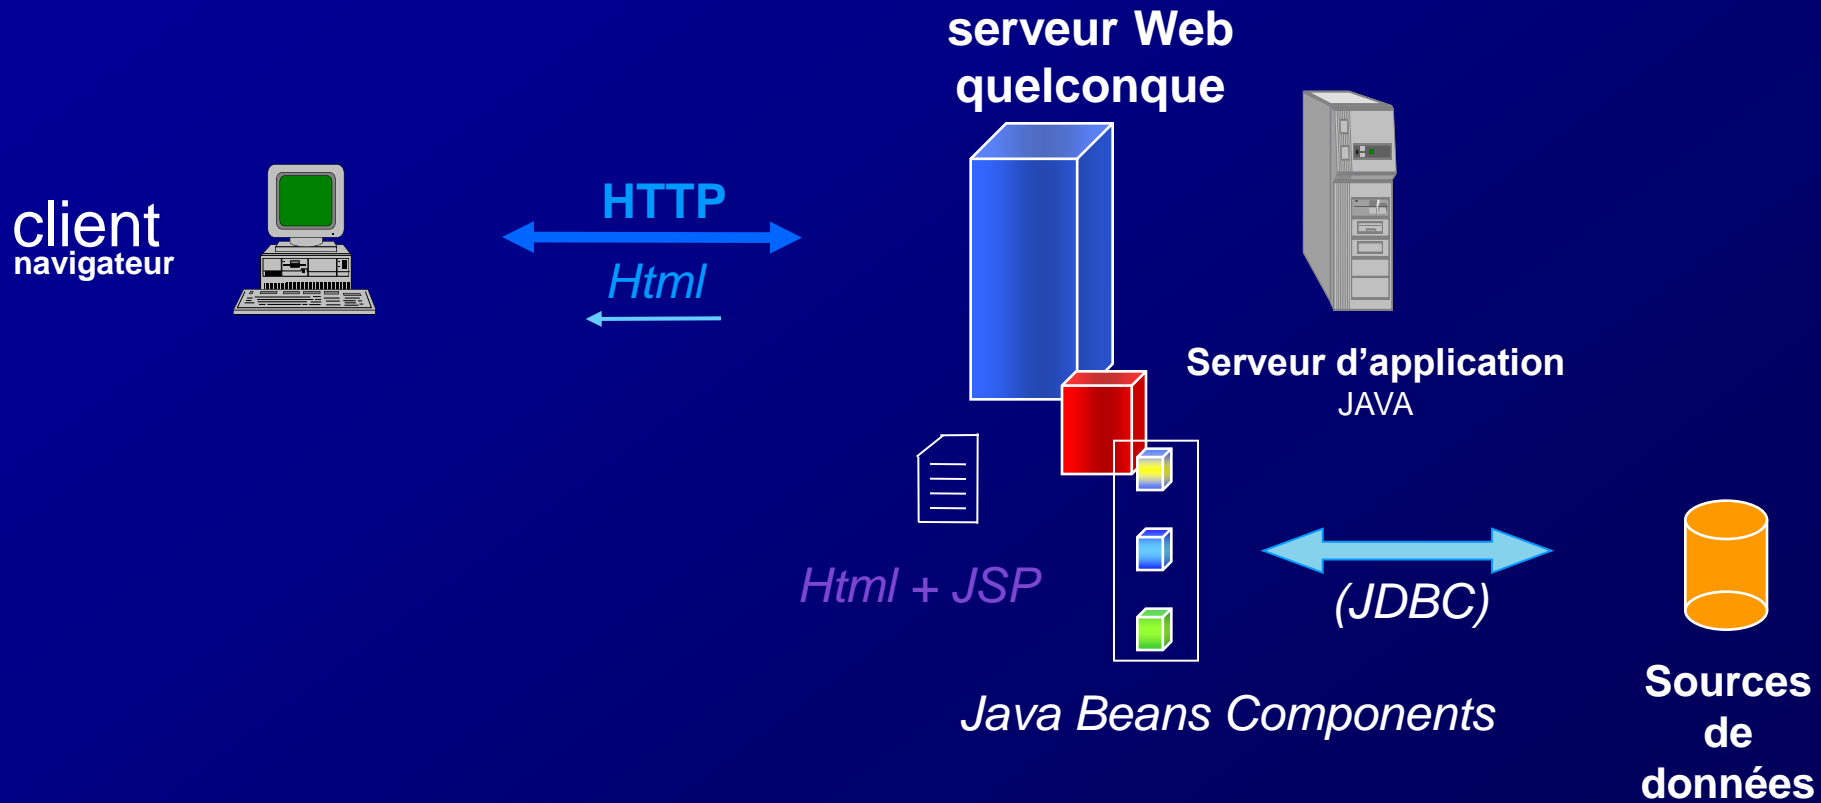 serveur Web
quelconque
client
navigateur
HTTP
Html
Serveur d’application
JAVA
Html + JSP
(JDBC)
Java Beans Components
Sources
de
données